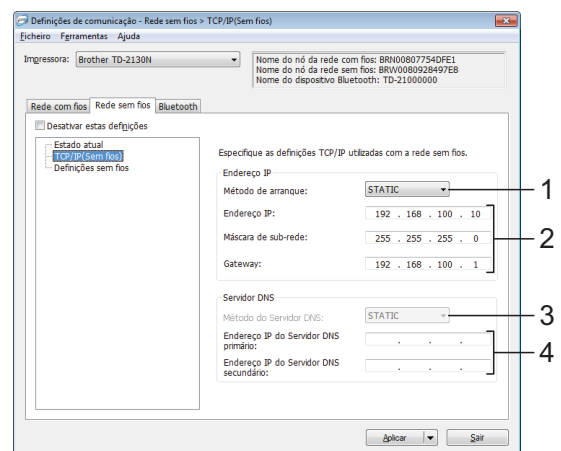 Definições de comunicação - Rede sem fios > TCP/IP(Sem fios)
Ficheiro Ferramentas Ajuda
Impressora: Brother TD-2130N
Nome do nó da rede com fios: BRN00807754DFE1
Nome do nó da rede sem fios: BRW0080928497E8
Nome do dispositivo Bluetooth: TD-21000000
Rede com fios Rede sem fios Bluetooth
Desativar estas definições
Estado atual
TCP/IP(Sem fios)
Definições sem fios
Especifique as definições TCP/IP utilizadas com a rede sem fios.
Endereço IP
Método de arranque: STATIC 1
Endereço IP: 192 . 168 . 100 . 10
Máscara de sub-rede: 255 . 255 . 255 . 0 2
Gateway: 192 . 168 . 100 . 1
Servidor DNS
Método do Servidor DNS: STATIC 3
Endereço IP do Servidor DNS
primário: . . .
4
Endereço IP do Servidor DNS
secundário: . . .
Aplicar Sair